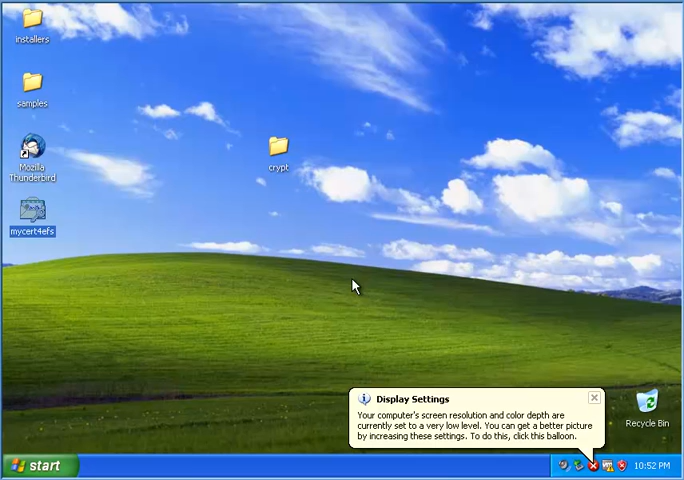 installers
samples
Mozilla
Thunderbird
mycert4efs
crypt
Display Settings
Your computer's screen resolution and color depth are
currently set to a very low level. You can get a better picture
by increasing these settings. To do this, click this balloon.
Recycle Bin
start
10:52 PM